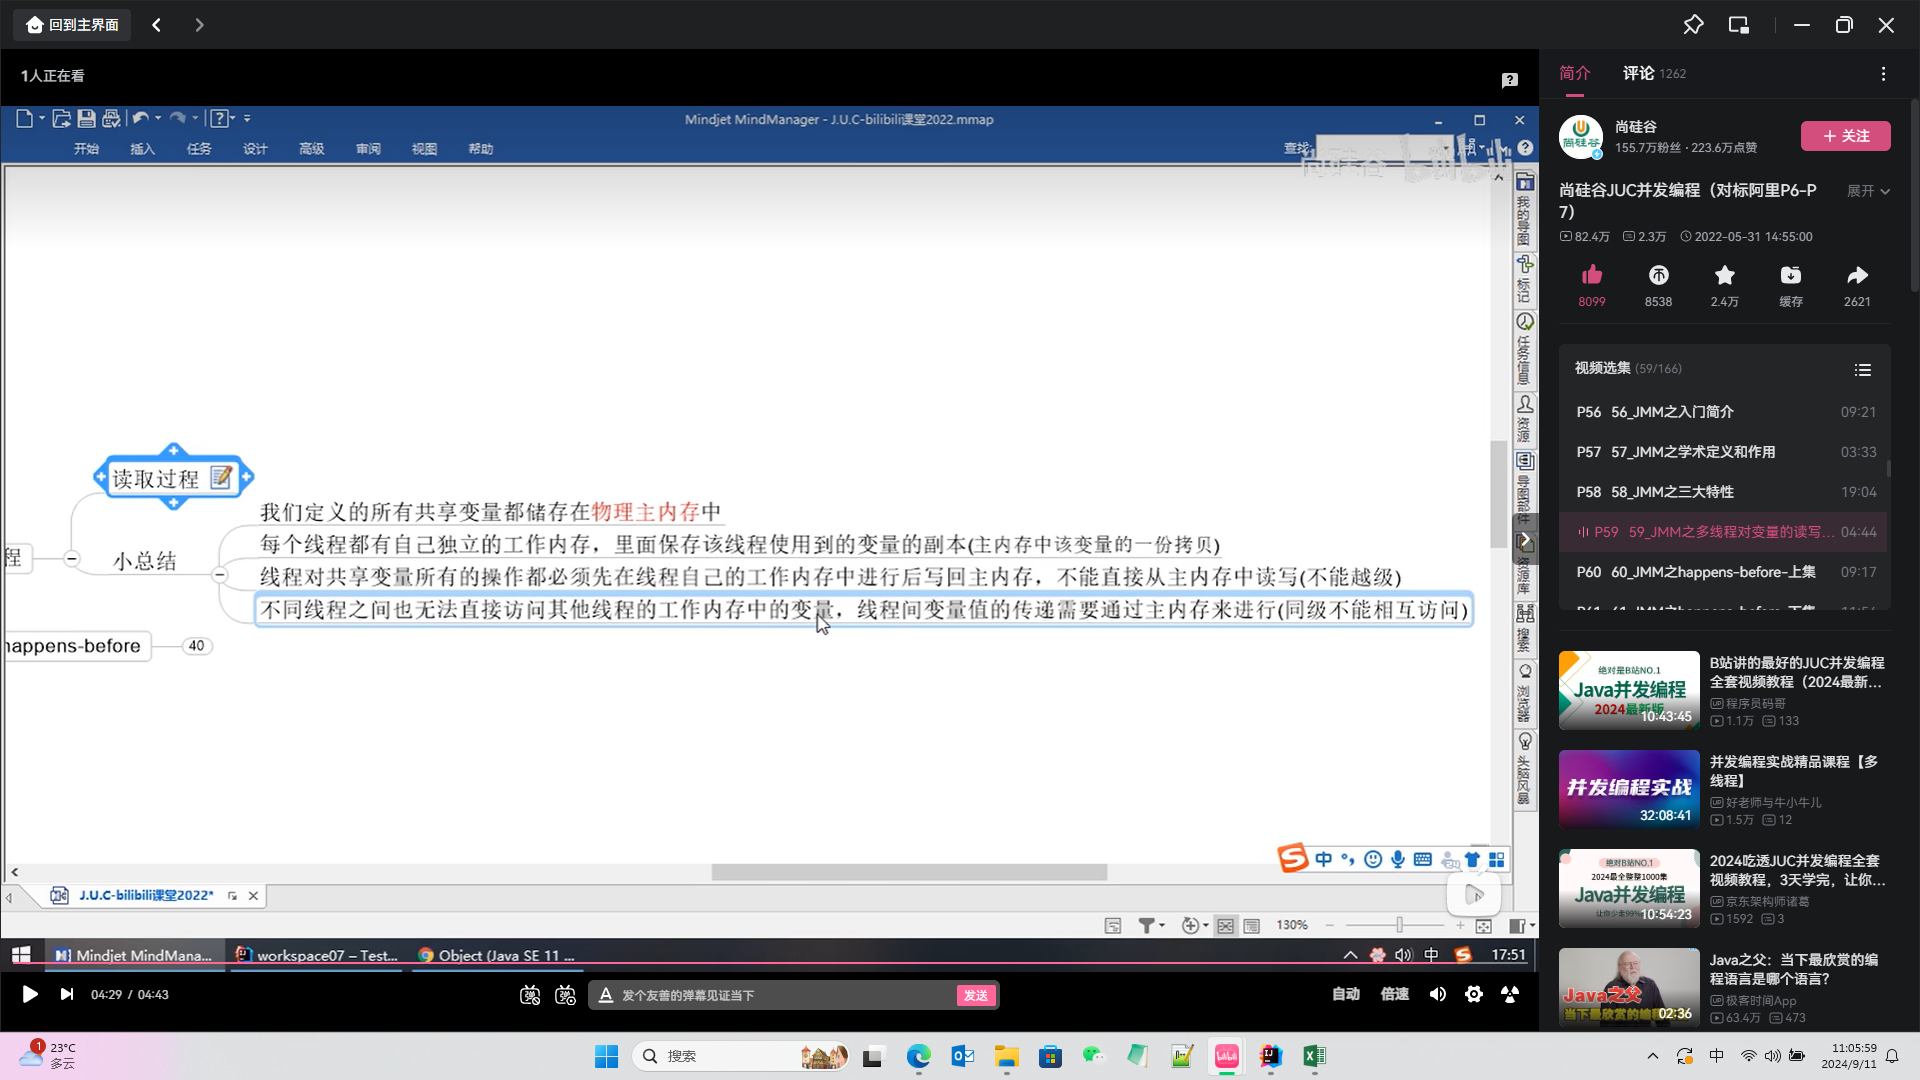 回到主界面
1人正在看
Mindjet MindManager - J.U.C-bilibili课堂2022.mmap
开始 插入 任务 设计 高级 审阅 视图 帮助
查找:
尚硅谷 bilibili
读取过程
我们定义的所有共享变量都储存在物理主内存中
每个线程都有自己独立的工作内存，里面保存该线程使用到的变量的副本(主内存中该变量的一份拷贝)
程
小总结
线程对共享变量所有的操作都必须先在线程自己的工作内存中进行后写回主内存，不能直接从主内存中读写(不能越级)
不同线程之间也无法直接访问其他线程的工作内存中的变量，线程间变量值的传递需要通过主内存来进行(同级不能相互访问)
happens-before
40
我的导图
标记
任务信息
资源
导图部件
资源库
搜索
浏览器
头脑风暴
中
J.U.C-bilibili课堂2022*
130%
Mindjet MindMana...
workspace07 – Test...
Object (Java SE 11 ...
中
17:51
04:29 / 04:43
发个友善的弹幕见证当下
发送
自动
倍速
简介
评论 1262
尚硅谷
155.7万粉丝 · 223.6万点赞
关注
尚硅谷JUC并发编程（对标阿里P6-P
7）
展开
82.4万 2.3万 2022-05-31 14:55:00
8099 8538 2.4万 缓存 2621
视频选集 (59/166)
P56 56_JMM之入门简介 09:21
P57 57_JMM之学术定义和作用 03:33
P58 58_JMM之三大特性 19:04
P59 59_JMM之多线程对变量的读写... 04:44
P60 60_JMM之happens-before-上集 09:17
绝对是B站NO.1
Java并发编程
2024最新版
10:43:45
B站讲的最好的JUC并发编程
全套视频教程（2024最新...
程序员码哥
1.1万 133
并发编程实战
32:08:41
并发编程实战精品课程【多
线程】
好老师与牛小牛儿
1.5万 12
绝对B站NO.1
2024最全整整1000集
Java并发编程
10:54:23
2024吃透JUC并发编程全套
视频教程，3天学完，让你...
京东架构师诸葛
1592 3
Java之父
02:36
Java之父：当下最欣赏的编
程语言是哪个语言？
极客时间App
63.4万 473
1
23°C
多云
搜索
中
11:05:59
2024/9/11